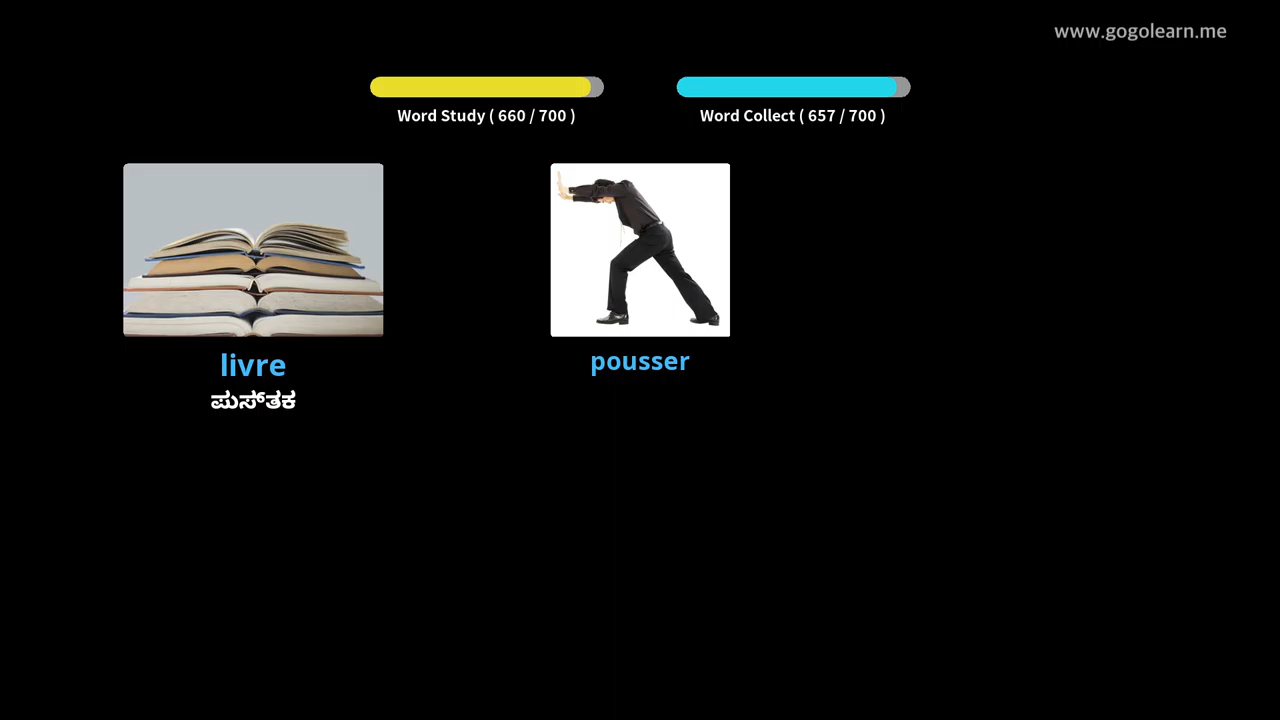 www.gogolearn.me
Word Study ( 660 / 700 )
Word Collect ( 657 / 700 )
livre
ಪುಸ್‌ತಕ
pousser